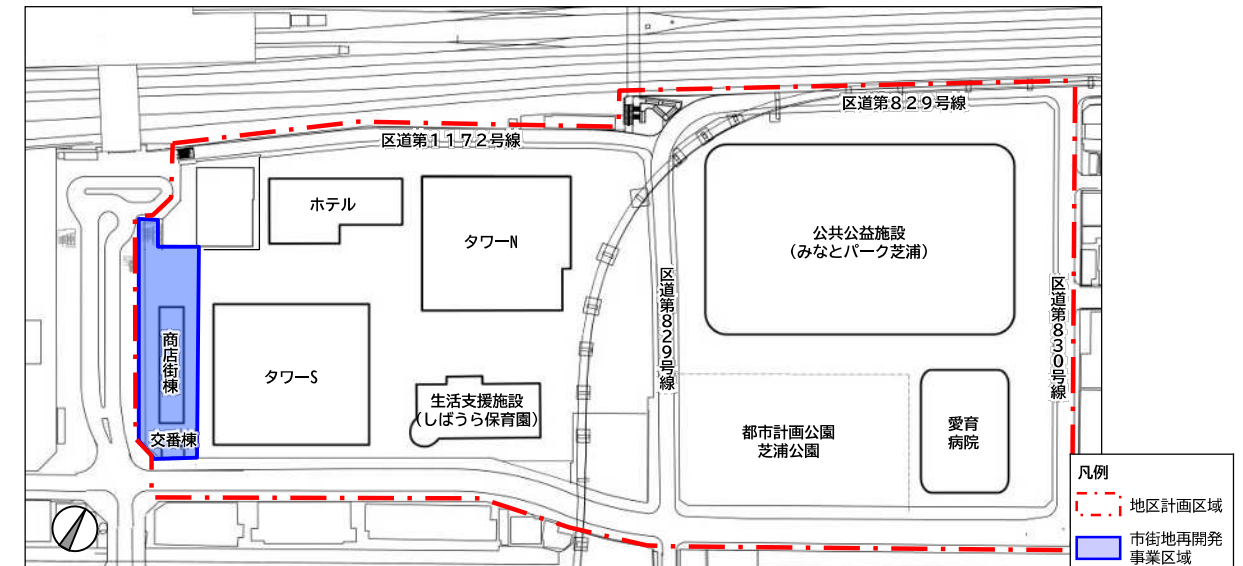 区道第８２９号線
区道第１１７２号線
ホテル
タワーN
公共公益施設
(みなとパーク芝浦)
区道第８２９号線
区道第８３０号線
商店街棟
タワーS
生活支援施設
(しばうら保育園)
交番棟
都市計画公園
芝浦公園
愛育
病院
凡例
地区計画区域
市街地再開発
事業区域